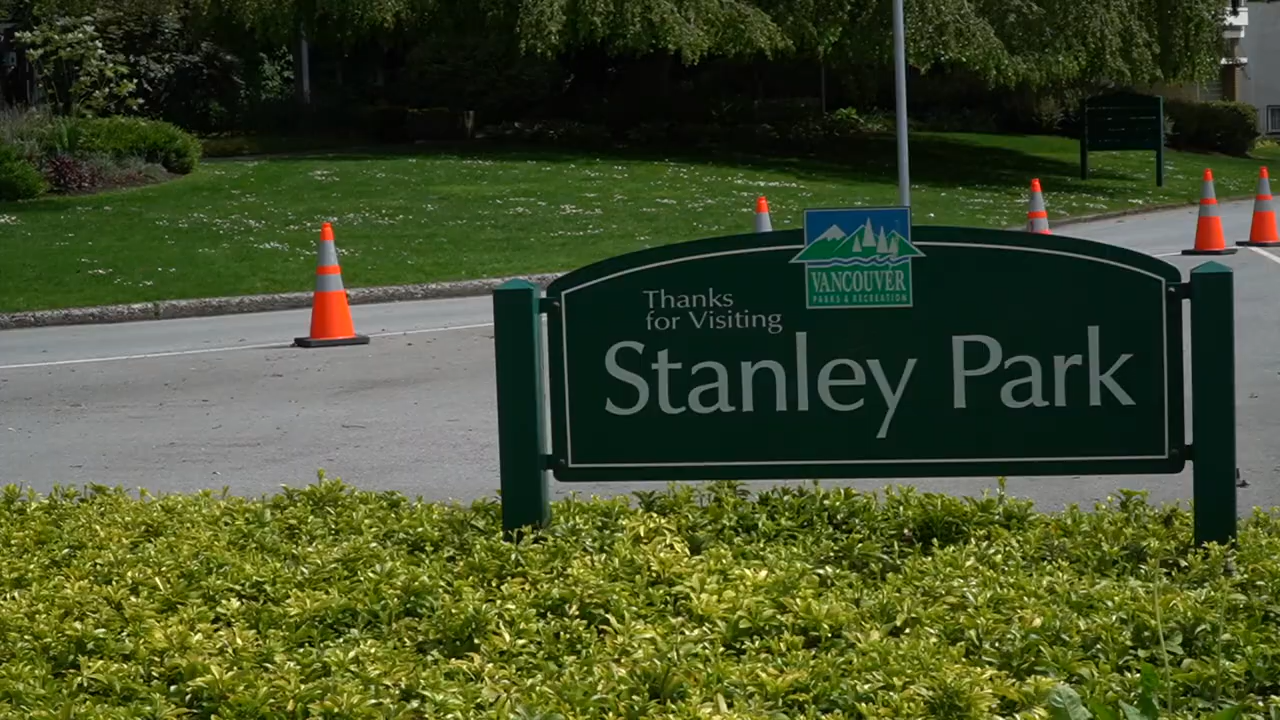 VANCOUVER
PARKS & RECREATION
Thanks
for Visiting
Stanley Park